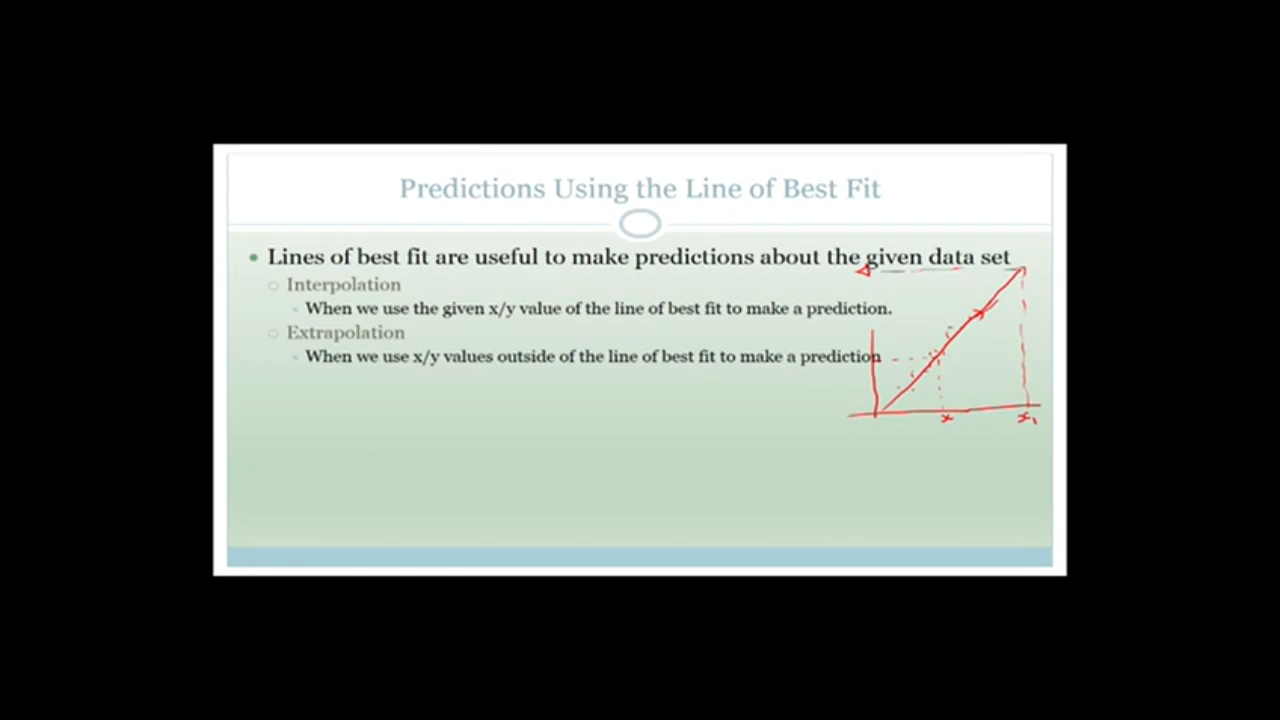 Predictions Using the Line of Best Fit
Lines of best fit are useful to make predictions about the given data set
Interpolation
When we use the given x/y value of the line of best fit to make a prediction.
Extrapolation
When we use x/y values outside of the line of best fit to make a prediction
x
x₁